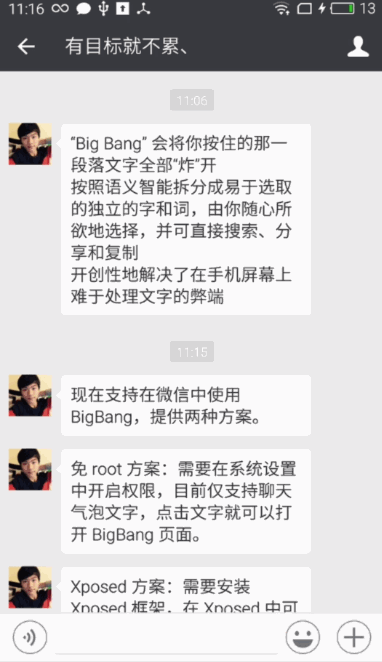 11:16
13
有目标就不累、
11:06
“Big Bang” 会将你按住的那一
段落文字全部“炸”开
按照语义智能拆分成易于选取
的独立的字和词，由你随心所
欲地选择，并可直接搜索、分
享和复制
开创性地解决了在手机屏幕上
难于处理文字的弊端
11:15
现在支持在微信中使用
BigBang，提供两种方案。
免 root 方案：需要在系统设置
中开启权限，目前仅支持聊天
气泡文字，点击文字就可以打
开 BigBang 页面。
Xposed 方案：需要安装
Xposed 框架，在 Xposed 中可